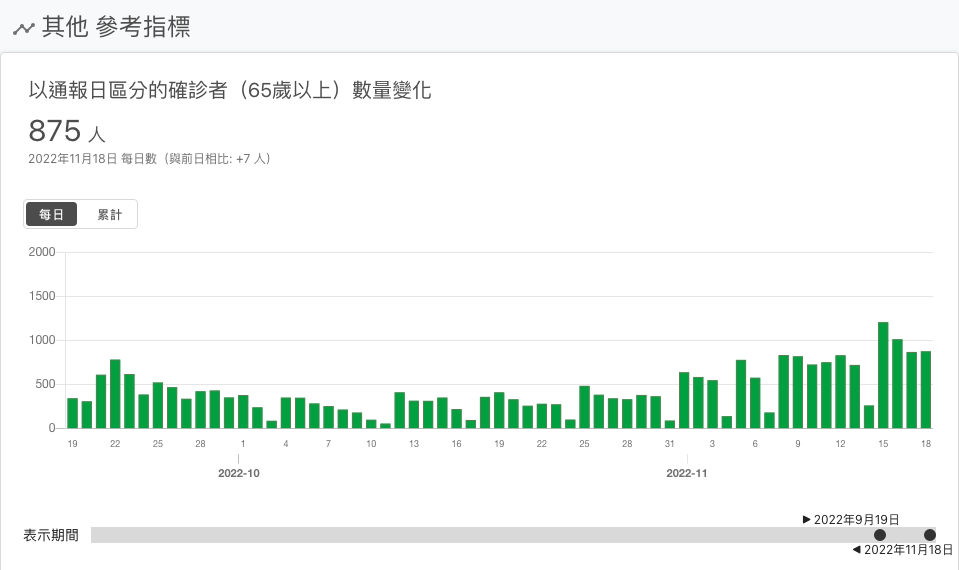 其他 參考指標
以通報日區分的確診者（65歲以上）數量變化
875 人
2022年11月18日 每日數（與前日相比: +7 人）
每日 累計
2000
1500
1000
500
0
19 22 25 28 1 4 7 10 13 16 19 22 25 28 31 3 6 9 12 15 18
2022-10 2022-11
▶ 2022年9月19日
表示期間
◀ 2022年11月18日